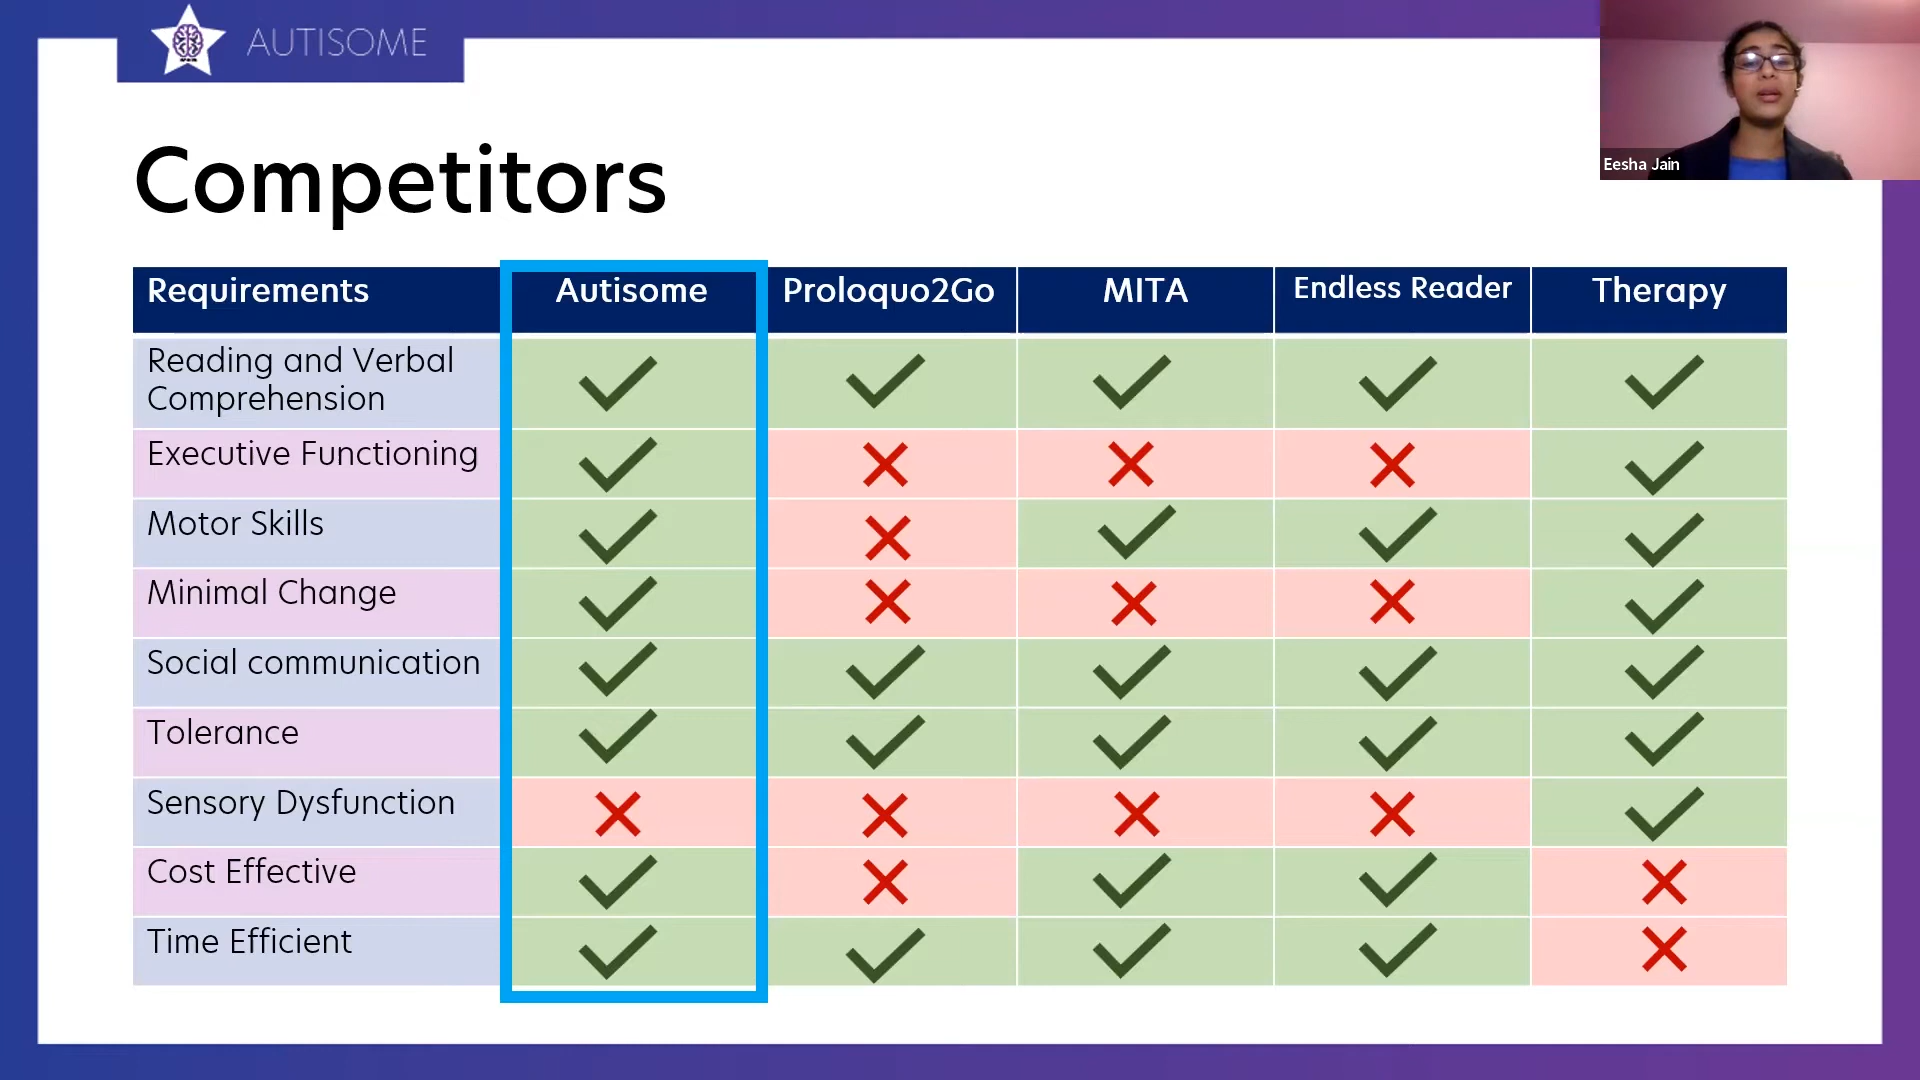 AUTISOME
Eesha Jain
Competitors
Requirements Autisome Proloquo2Go MITA Endless Reader Therapy
Reading and Verbal
Comprehension
Executive Functioning
Motor Skills
Minimal Change
Social communication
Tolerance
Sensory Dysfunction
Cost Effective
Time Efficient